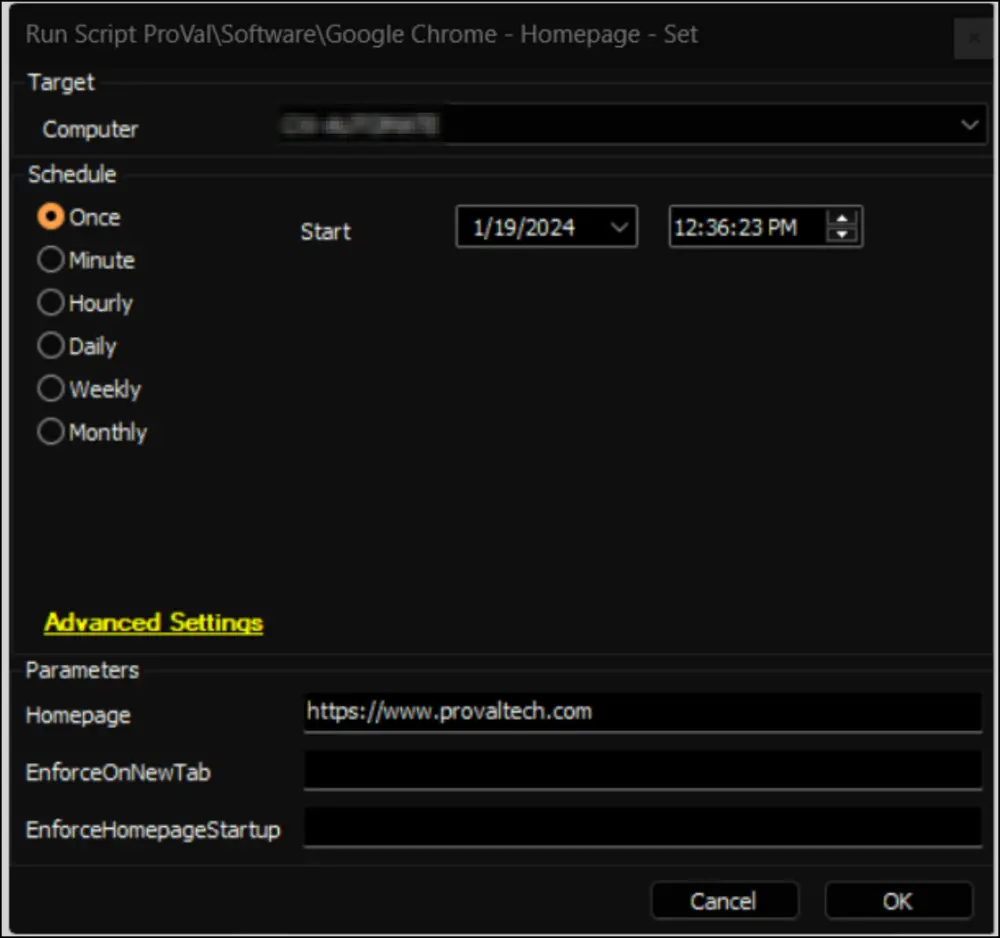 Run Script ProVal\Software\Google Chrome - Homepage - Set
Target
Computer
Schedule
Once
Start
1/19/2024
12:36:23 PM
Minute
Hourly
Daily
Weekly
Monthly
Advanced Settings
Parameters
Homepage
https://www.provaltech.com
EnforceOnNewTab
EnforceHomepageStartup
Cancel
OK